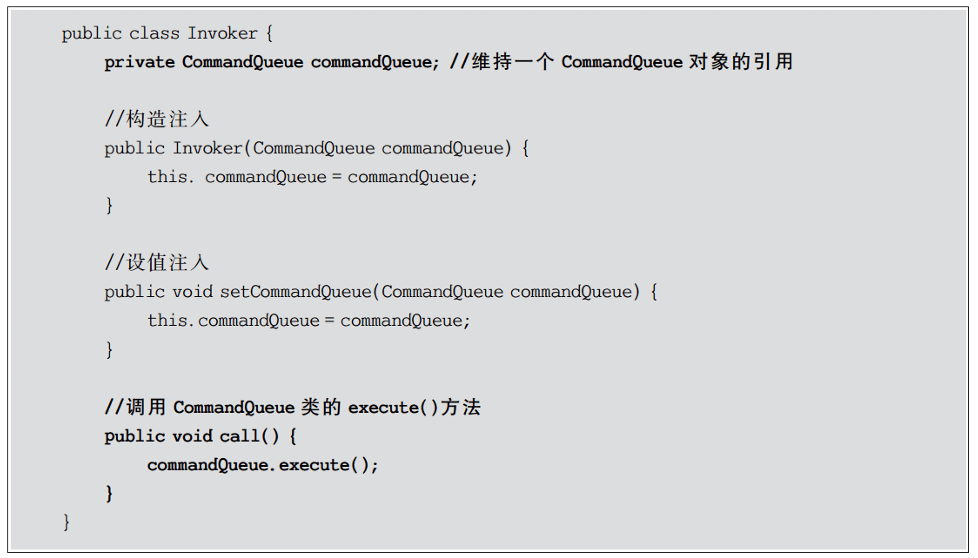 public class Invoker {
private CommandQueue commandQueue; //维持一个 CommandQueue 对象的引用
//构造注入
public Invoker(CommandQueue commandQueue) {
this. commandQueue = commandQueue;
}
//设值注入
public void setCommandQueue(CommandQueue commandQueue) {
this.commandQueue = commandQueue;
}
//调用 CommandQueue 类的 execute()方法
public void call() {
commandQueue.execute();
}
}